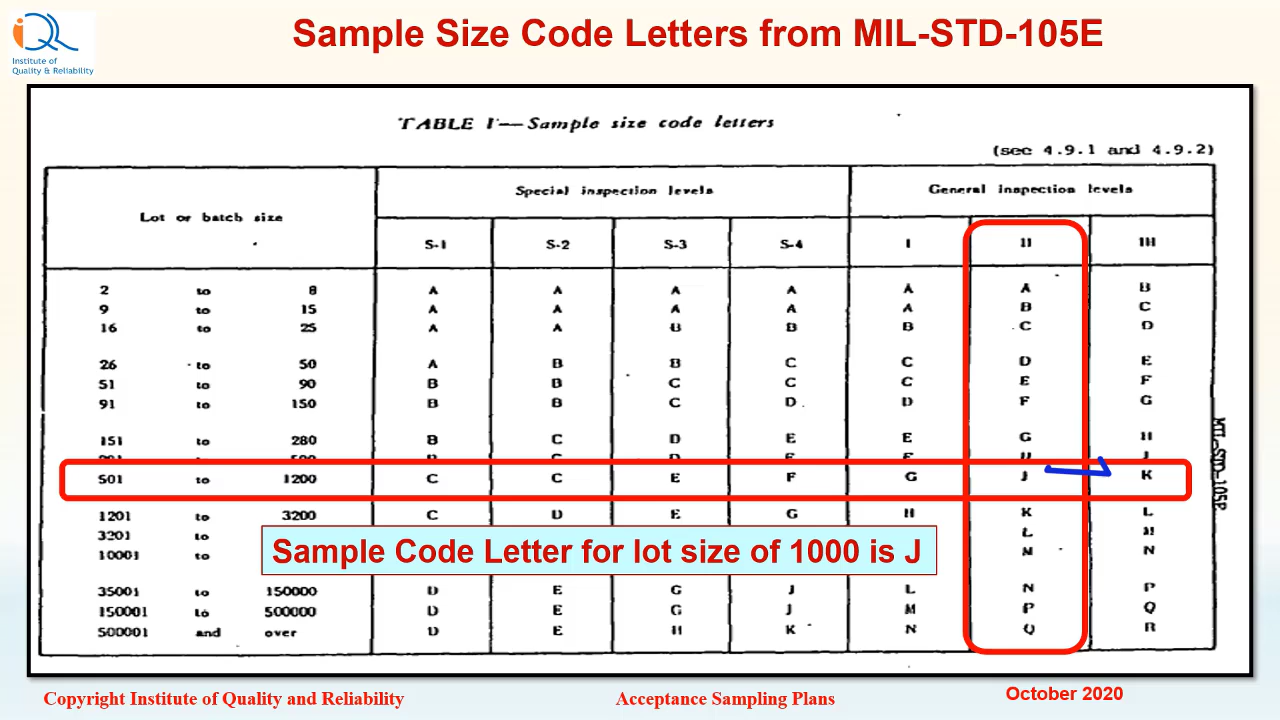 Sample Size Code Letters from MIL-STD-105E
iQR
Institute of
Quality & Reliability
TABLE I—Sample size code letters
(sec 4.9.1 and 4.9.2)
Lot or batch size Special inspection levels General inspection levels
S-1 S-2 S-3 S-4 I II III
2 to 8 A A A A A A B
9 to 15 A A A A A B C
16 to 25 A A B B B C D
26 to 50 A B B C C D E
51 to 90 B B C C C E F
91 to 150 B B C D D F G
151 to 280 B C D E E G H
501 to 1200 C C E F G J K
1201 to 3200 C D E G H K L
3201 to L M
10001 to M N
Sample Code Letter for lot size of 1000 is J
35001 to 150000 D E G J L N P
150001 to 500000 D E G J M P Q
500001 and over D E H K N Q R
Copyright Institute of Quality and Reliability Acceptance Sampling Plans October 2020